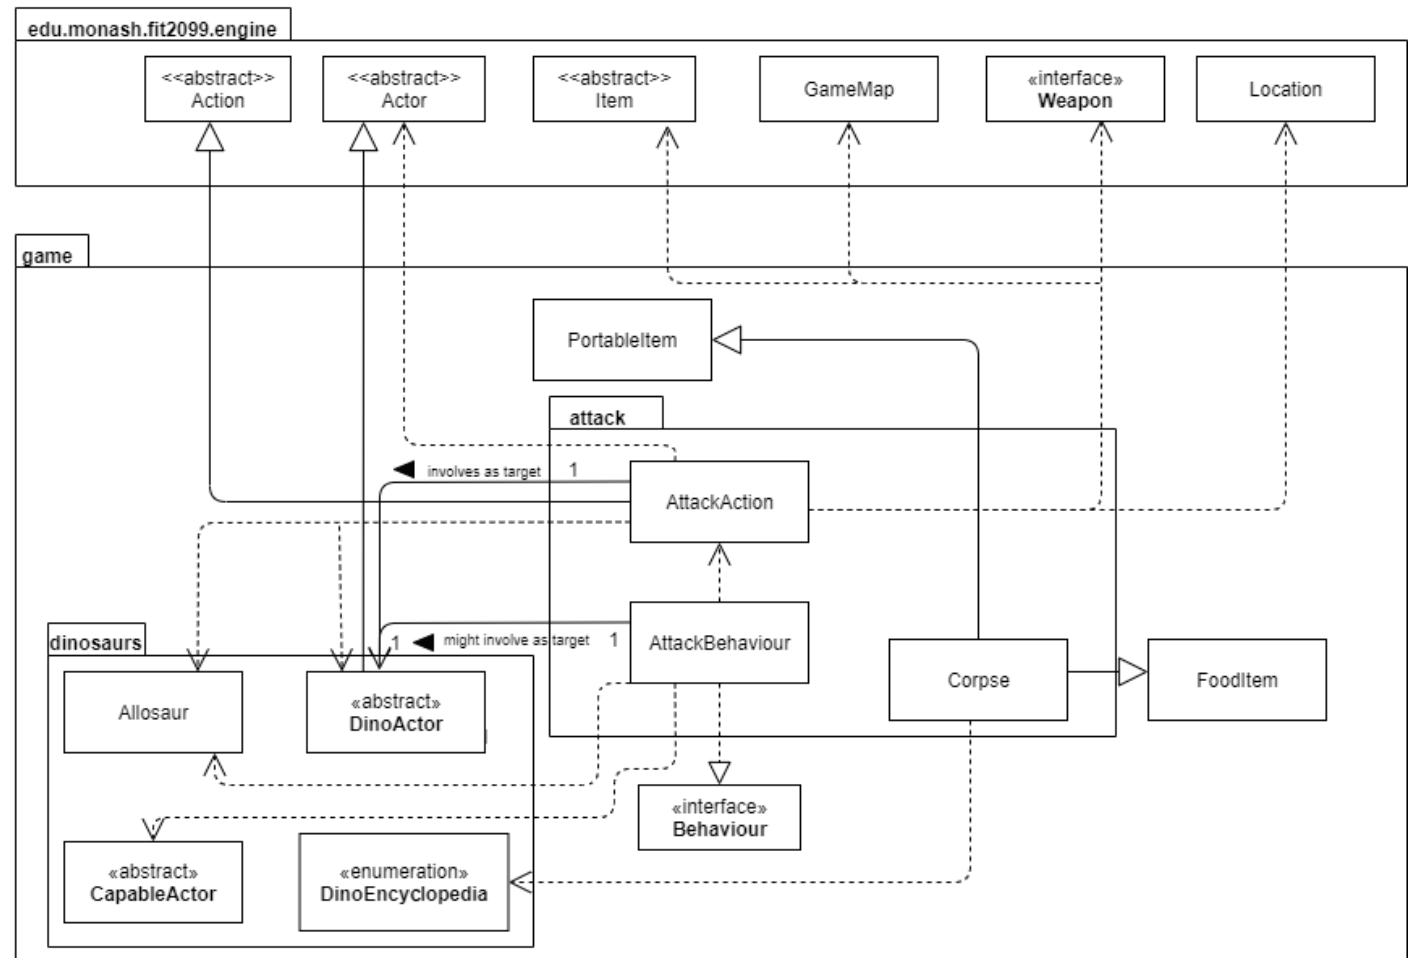 edu.monash.fit2099.engine
<<abstract>>
Action
<<abstract>>
Actor
<<abstract>>
Item
GameMap
«interface»
Weapon
Location
game
PortableItem
attack
involves as target
1
AttackAction
dinosaurs
1
might involve as target
1
AttackBehaviour
Allosaur
«abstract»
DinoActor
Corpse
FoodItem
«interface»
Behaviour
«abstract»
CapableActor
«enumeration»
DinoEncyclopedia